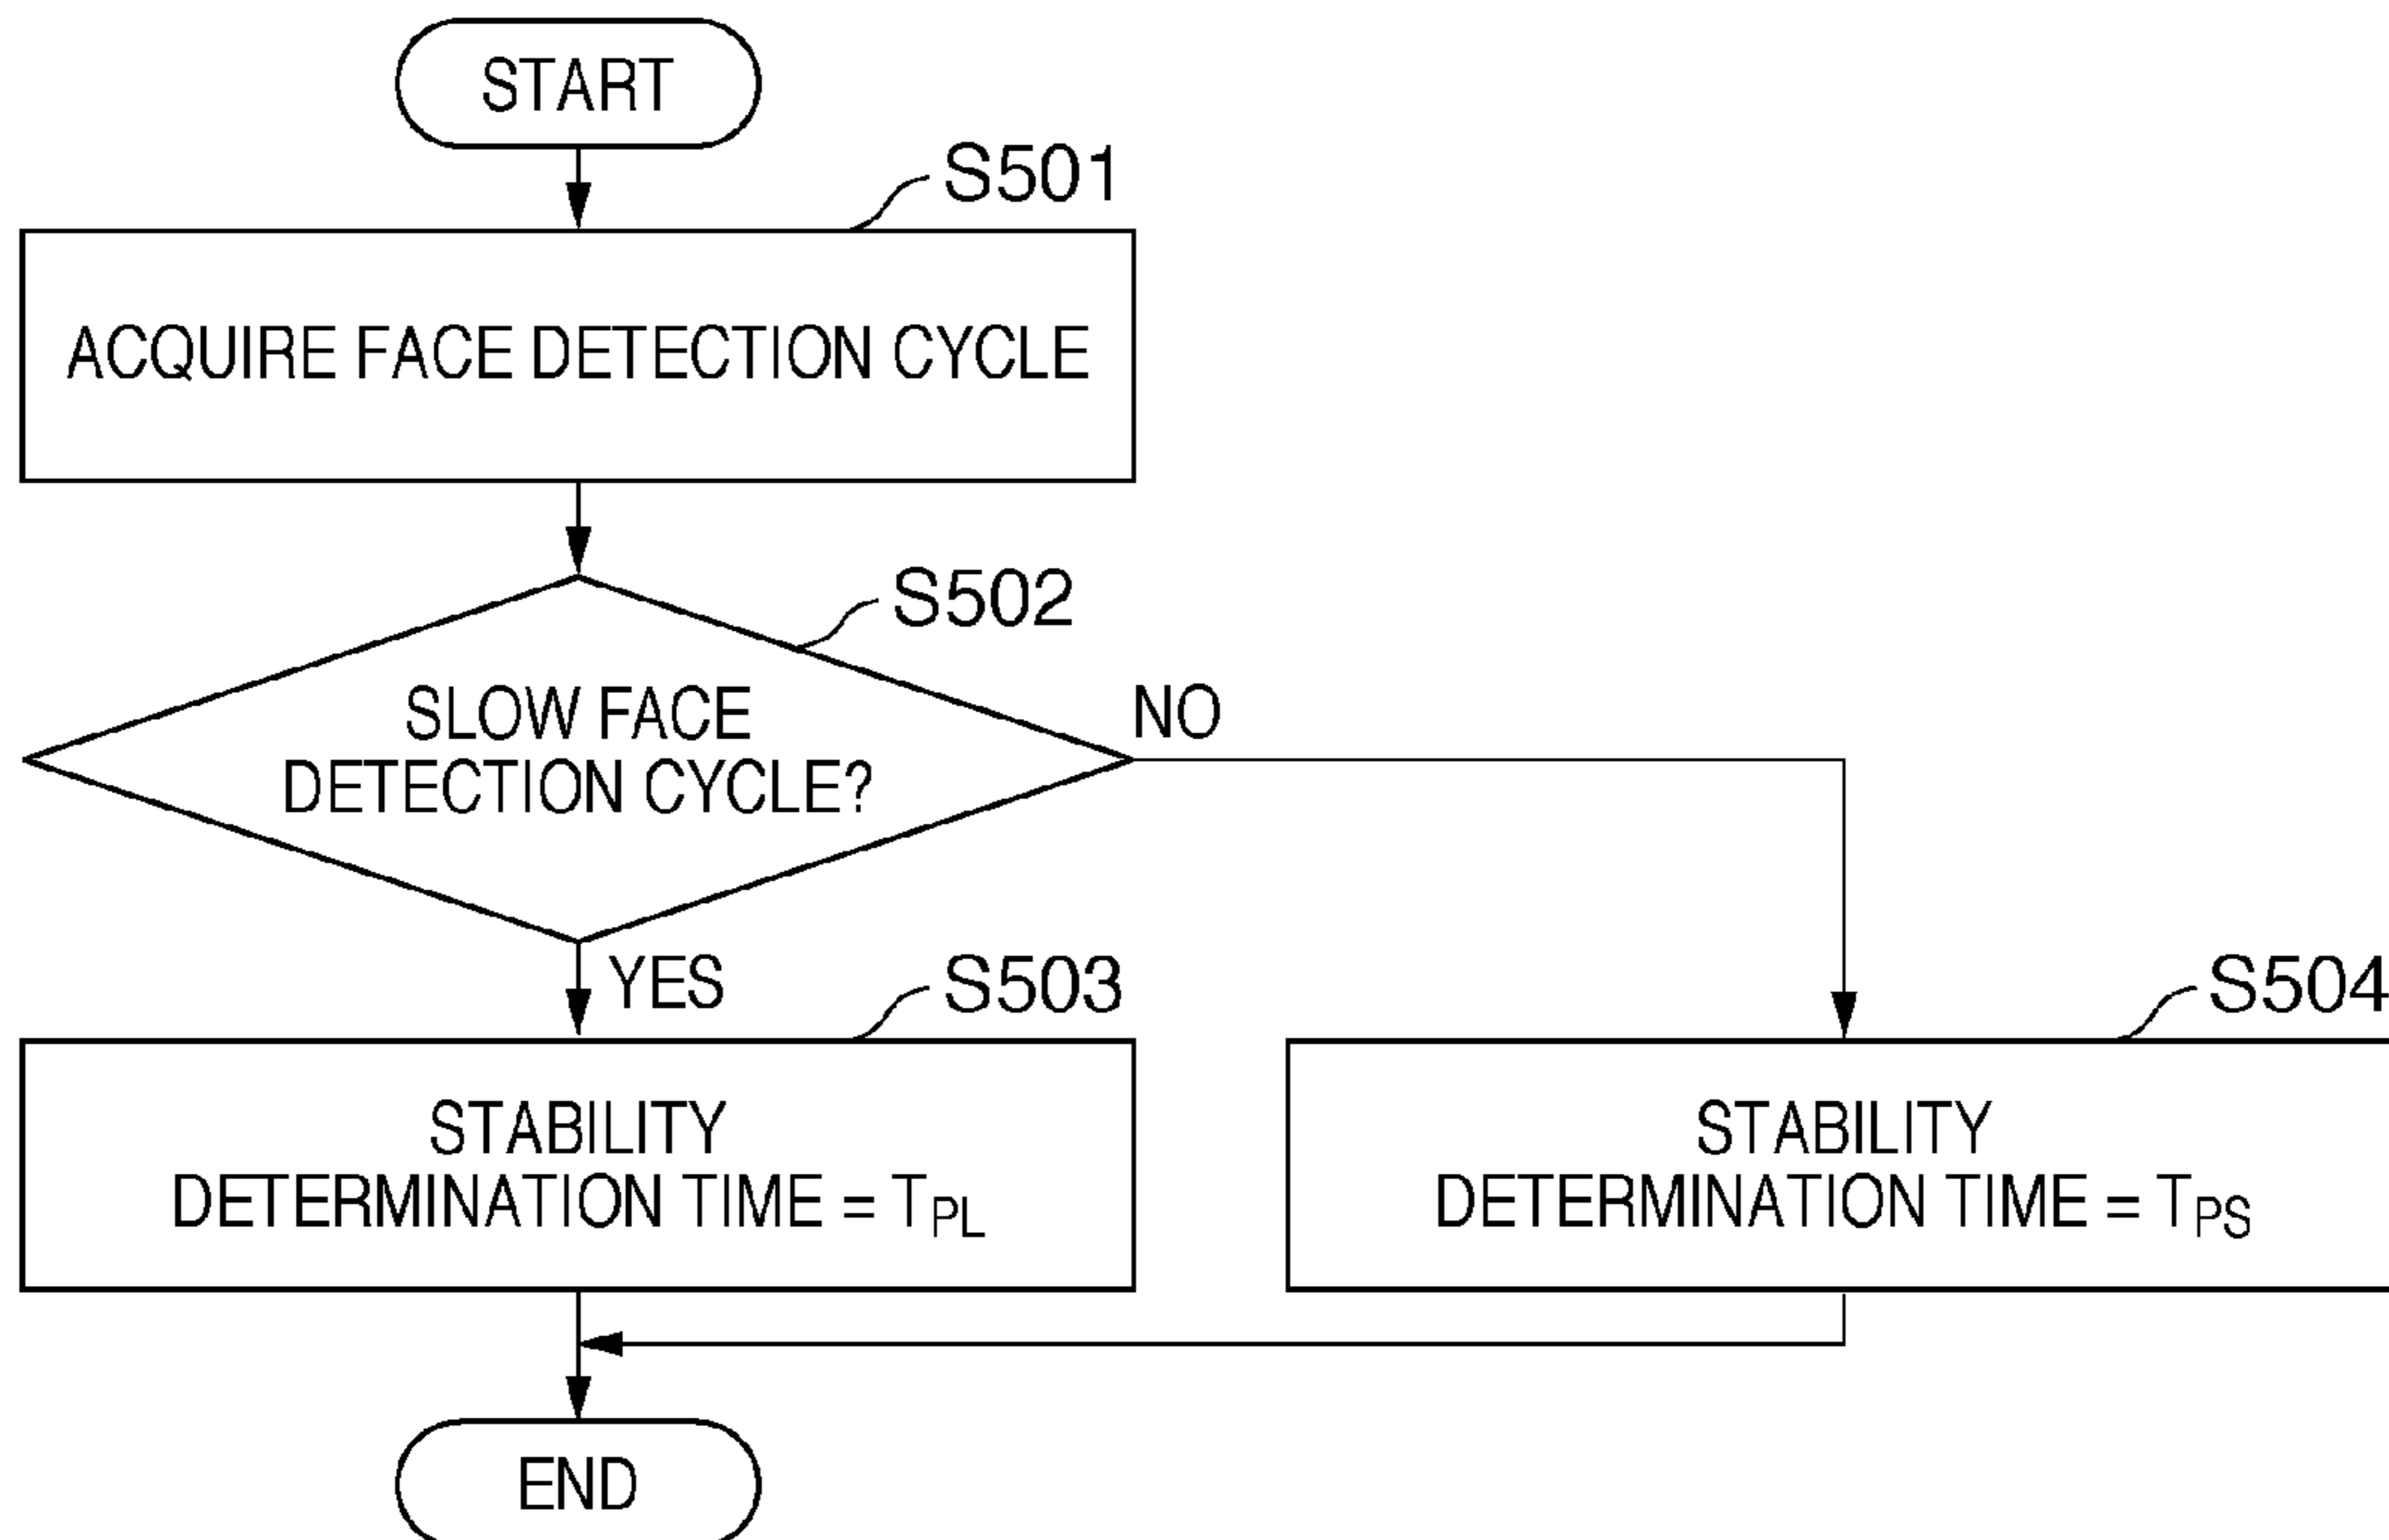 START
S501
ACQUIRE FACE DETECTION CYCLE
S502
SLOW FACE
DETECTION CYCLE?
NO
YES
S503
STABILITY
DETERMINATION TIME = TPL
S504
STABILITY
DETERMINATION TIME = TPS
END